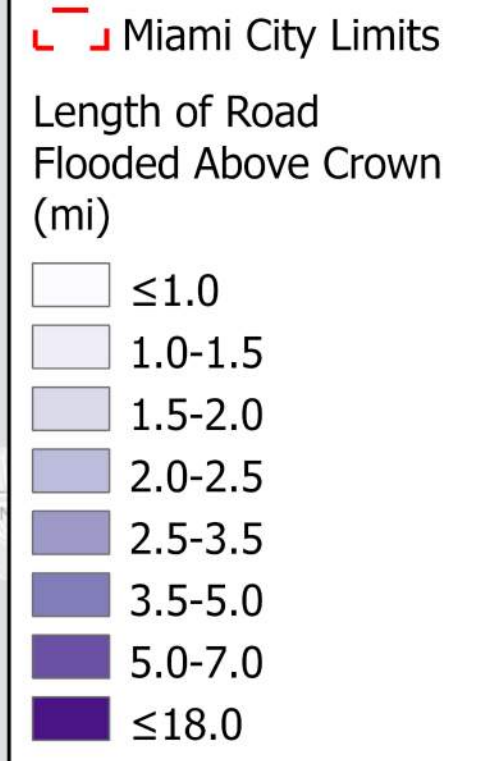 Miami City Limits
Length of Road
Flooded Above Crown
(mi)
≤1.0
1.0-1.5
1.5-2.0
2.0-2.5
2.5-3.5
3.5-5.0
5.0-7.0
≤18.0